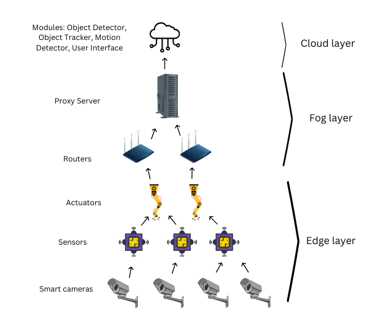 Modules: Object Detector,
Object Tracker, Motion
Detector, User Interface
Cloud layer
Proxy Server
Fog layer
Routers
Actuators
Sensors
Edge layer
Smart cameras